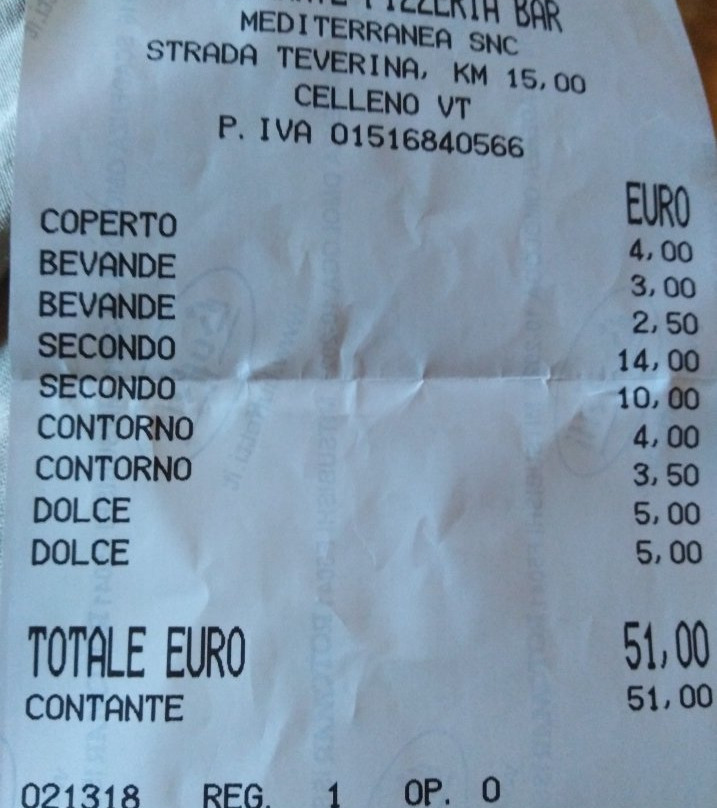 PIZZERIA BAR
MEDITERRANEA SNC
STRADA TEVERINA, KM 15,00
CELLENO VT
P. IVA 01516840566
EURO
COPERTO 4,00
BEVANDE 3,00
BEVANDE 2,50
SECONDO 14,00
SECONDO 10,00
CONTORNO 4,00
CONTORNO 3,50
DOLCE 5,00
DOLCE 5,00
TOTALE EURO 51,00
CONTANTE 51,00
021318 REG. 1 OP. 0